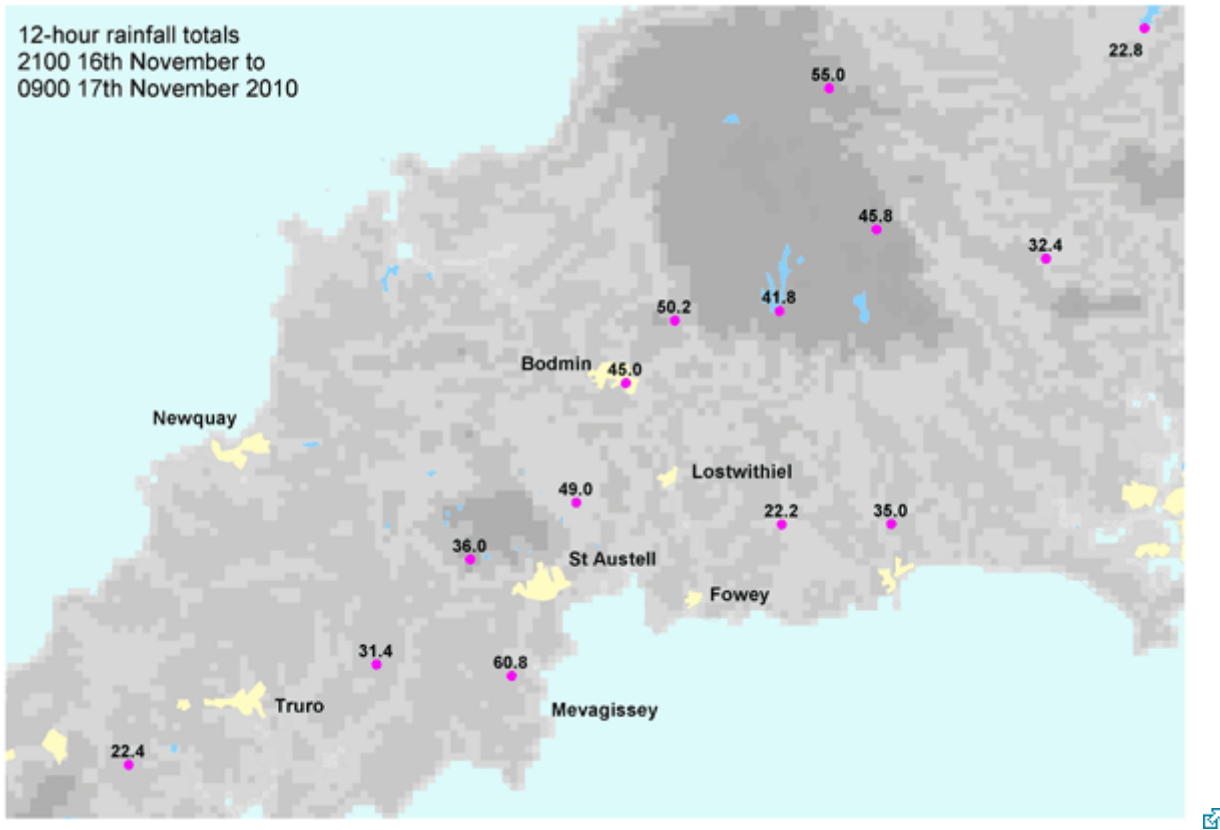 12-hour rainfall totals
2100 16th November to
0900 17th November 2010
22.8
55.0
45.8
32.4
50.2
41.8
Bodmin
45.0
Newquay
Lostwithiel
49.0
22.2
35.0
36.0
St Austell
Fowey
31.4
60.8
Truro
Mevagissey
22.4